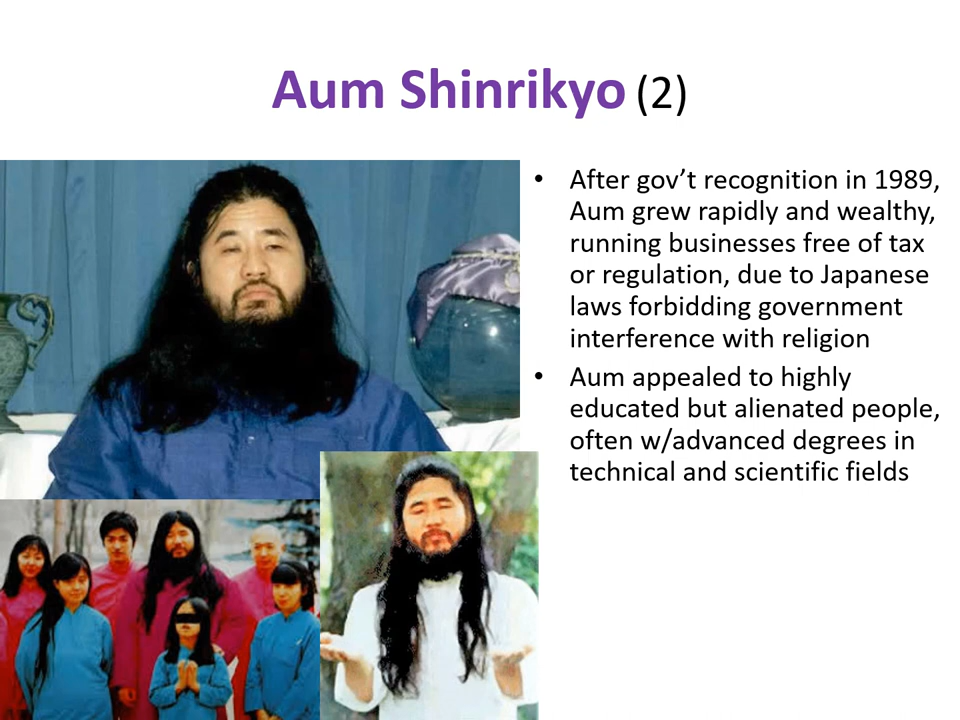 Aum Shinrikyo (2)
• After gov’t recognition in 1989,
Aum grew rapidly and wealthy,
running businesses free of tax
or regulation, due to Japanese
laws forbidding government
interference with religion
• Aum appealed to highly
educated but alienated people,
often w/advanced degrees in
technical and scientific fields